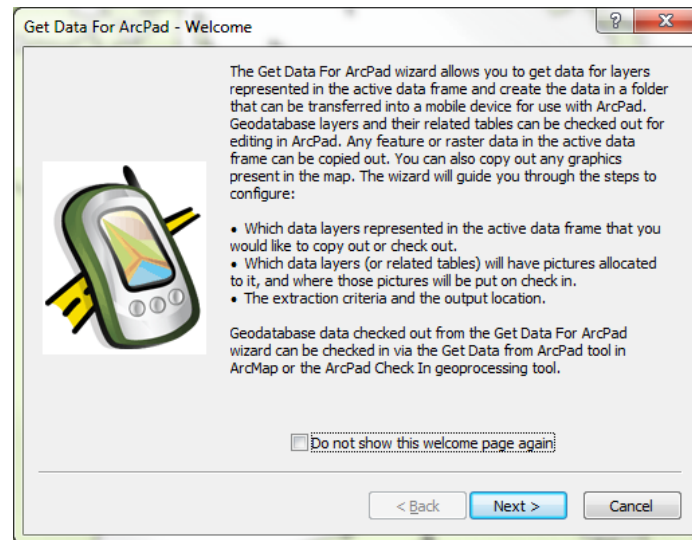 Get Data For ArcPad - Welcome
The Get Data For ArcPad wizard allows you to get data for layers
represented in the active data frame and create the data in a folder
that can be transferred into a mobile device for use with ArcPad.
Geodatabase layers and their related tables can be checked out for
editing in ArcPad. Any feature or raster data in the active data
frame can be copied out. You can also copy out any graphics
present in the map. The wizard will guide you through the steps to
configure:
• Which data layers represented in the active data frame that you
would like to copy out or check out.
• Which data layers (or related tables) will have pictures allocated
to it, and where those pictures will be put on check in.
• The extraction criteria and the output location.
Geodatabase data checked out from the Get Data For ArcPad
wizard can be checked in via the Get Data from ArcPad tool in
ArcMap or the ArcPad Check In geoprocessing tool.
Do not show this welcome page again
< Back Next > Cancel